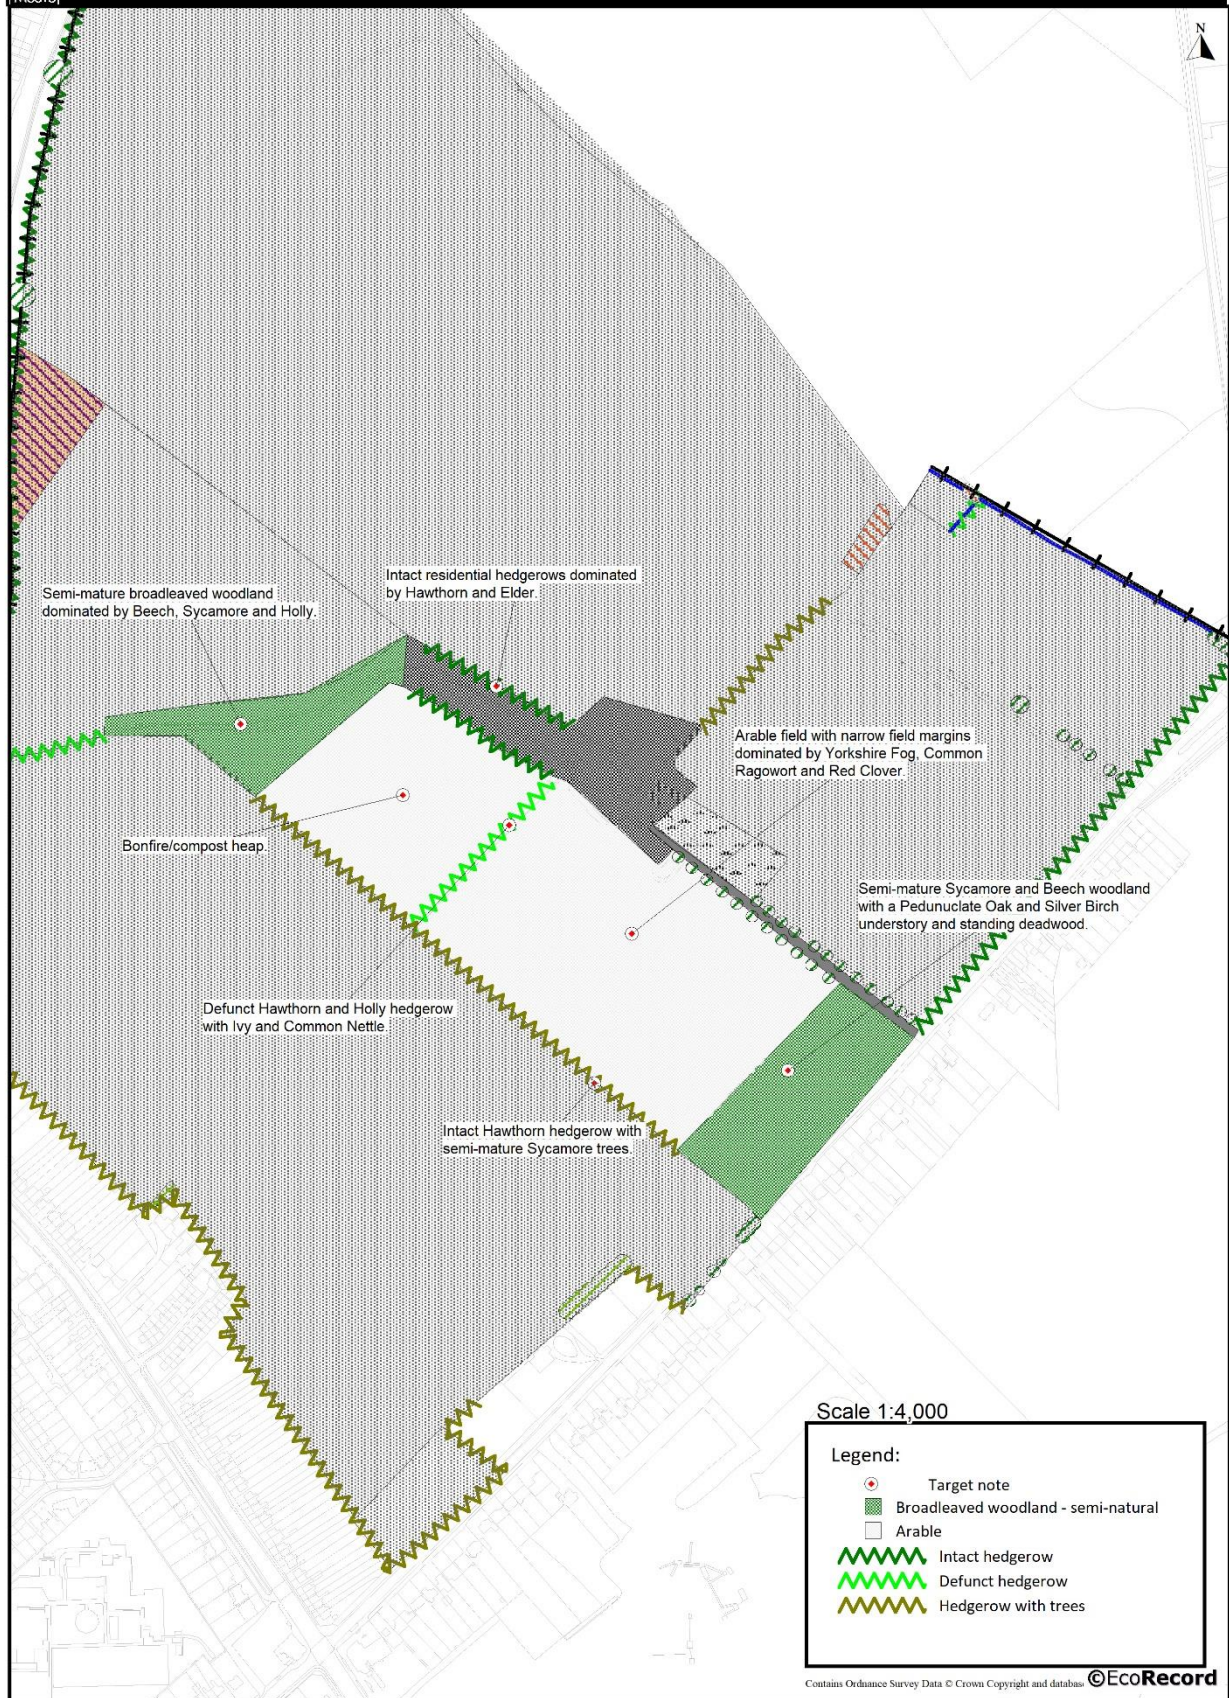 N
Semi-mature broadleaved woodland
dominated by Beech, Sycamore and Holly.
Intact residential hedgerows dominated
by Hawthorn and Elder.
Arable field with narrow field margins
dominated by Yorkshire Fog, Common
Ragowort and Red Clover.
Bonfire/compost heap.
Semi-mature Sycamore and Beech woodland
with a Pedunuclate Oak and Silver Birch
understory and standing deadwood.
Defunct Hawthorn and Holly hedgerow
with Ivy and Common Nettle.
Intact Hawthorn hedgerow with
semi-mature Sycamore trees.
Scale 1:4,000
Legend:
Target note
Broadleaved woodland - semi-natural
Arable
Intact hedgerow
Defunct hedgerow
Hedgerow with trees
Contains Ordnance Survey Data © Crown Copyright and databas
©EcoRecord